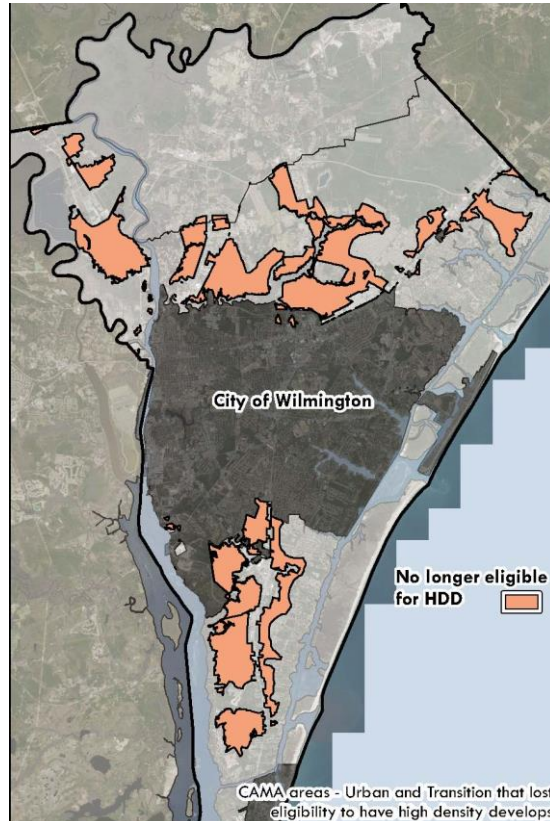 City of Wilmington
No longer eligible
for HDD
CAMA areas - Urban and Transition that lost
eligibility to have high density develops